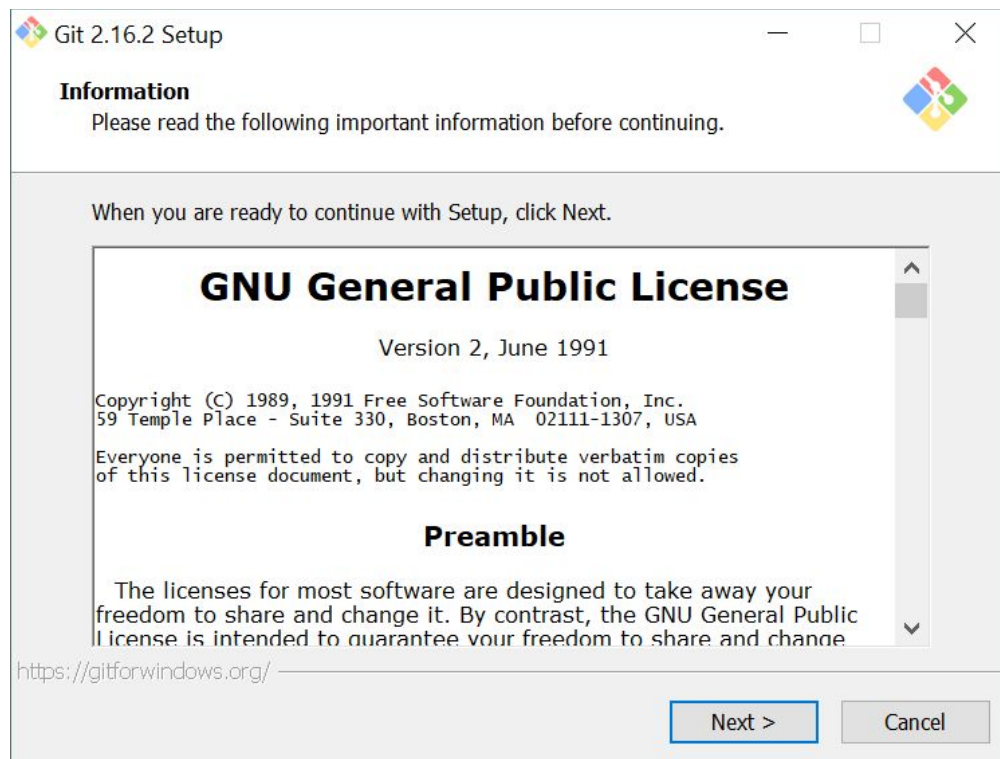 Git 2.16.2 Setup
Information
Please read the following important information before continuing.
When you are ready to continue with Setup, click Next.
GNU General Public License
Version 2, June 1991
Copyright (C) 1989, 1991 Free Software Foundation, Inc.
59 Temple Place - Suite 330, Boston, MA  02111-1307, USA
Everyone is permitted to copy and distribute verbatim copies
of this license document, but changing it is not allowed.
Preamble
The licenses for most software are designed to take away your
freedom to share and change it. By contrast, the GNU General Public
License is intended to guarantee your freedom to share and change
https://gitforwindows.org/
Next >
Cancel